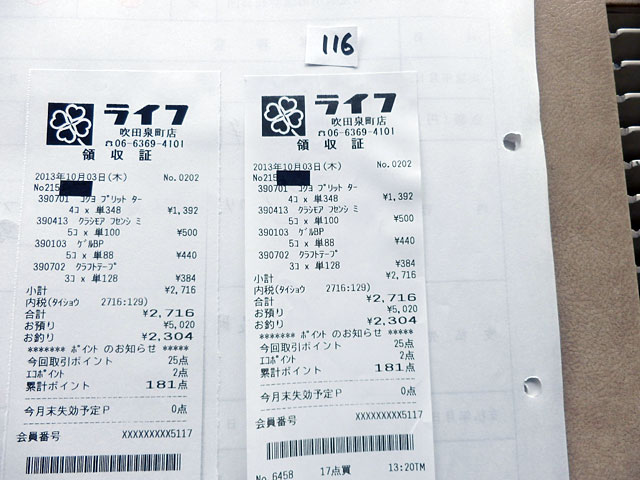 116
ライフ
吹田泉町店
☎06-6369-4101
領収証
2013年10月03日(木) No.0202
No215
390701 コクヨ プリット ター
4コ × 単348 ¥1,392
390413 クラシモア フセンシ ミ
5コ × 単100 ¥500
390103 ゲルBP
5コ × 単88 ¥440
390702 クラフトテープ
3コ × 単128 ¥384
小計 ¥2,716
内税(タイショウ 2716:129)
合計 ¥2,716
お預り ¥5,020
お釣り ¥2,304
******* ポイント のお知らせ *****
今回取引ポイント 25点
エコポイント 2点
累計ポイント 181点
今月末失効予定P 0点
会員番号 XXXXXXXXX5117
ライフ
吹田泉町店
☎06-6369-4101
領収証
2013年10月03日(木) No.0202
No215
390701 コクヨ プリット ター
4コ × 単348 ¥1,392
390413 クラシモア フセンシ ミ
5コ × 単100 ¥500
390103 ゲルBP
5コ × 単88 ¥440
390702 クラフトテープ
3コ × 単128 ¥384
小計 ¥2,716
内税(タイショウ 2716:129)
合計 ¥2,716
お預り ¥5,020
お釣り ¥2,304
******* ポイント のお知らせ *****
今回取引ポイント 25点
エコポイント 2点
累計ポイント 181点
今月末失効予定P 0点
会員番号 XXXXXXXXX5117
No 6458 17点買 13:20TM